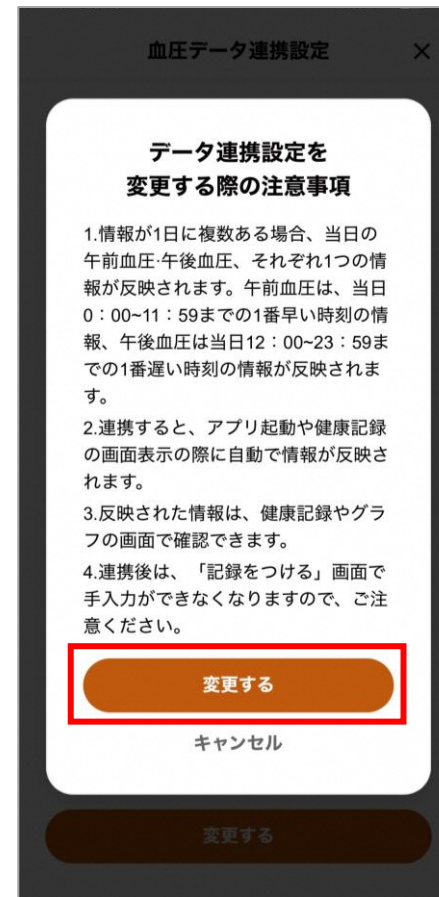 血圧データ連携設定 ×
データ連携設定を
変更する際の注意事項
1.情報が1日に複数ある場合、当日の
午前血圧·午後血圧、それぞれ1つの情
報が反映されます。午前血圧は、当日
0：00~11：59までの1番早い時刻の情
報、午後血圧は当日12：00~23：59ま
での1番遅い時刻の情報が反映されま
す。
2.連携すると、アプリ起動や健康記録
の画面表示の際に自動で情報が反映さ
れます。
3.反映された情報は、健康記録やグラ
フの画面で確認できます。
4.連携後は、「記録をつける」画面で
手入力ができなくなりますので、ご注
意ください。
変更する
キャンセル
変更する